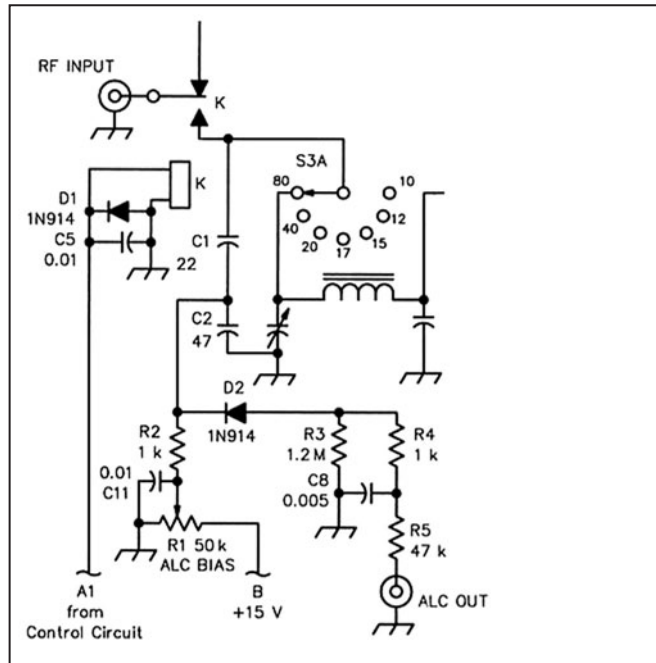 RF INPUT
K
S3A
K
80
10
D1
1N914
40
12
20
17
15
C5
0.01
C1
22
C2
47
D2
1N914
R2
1 k
R3
1.2 M
R4
1 k
0.01
C11
C8
0.005
R1 50 k
ALC BIAS
R5
47 k
A1
from
Control Circuit
B
+15 V
ALC OUT